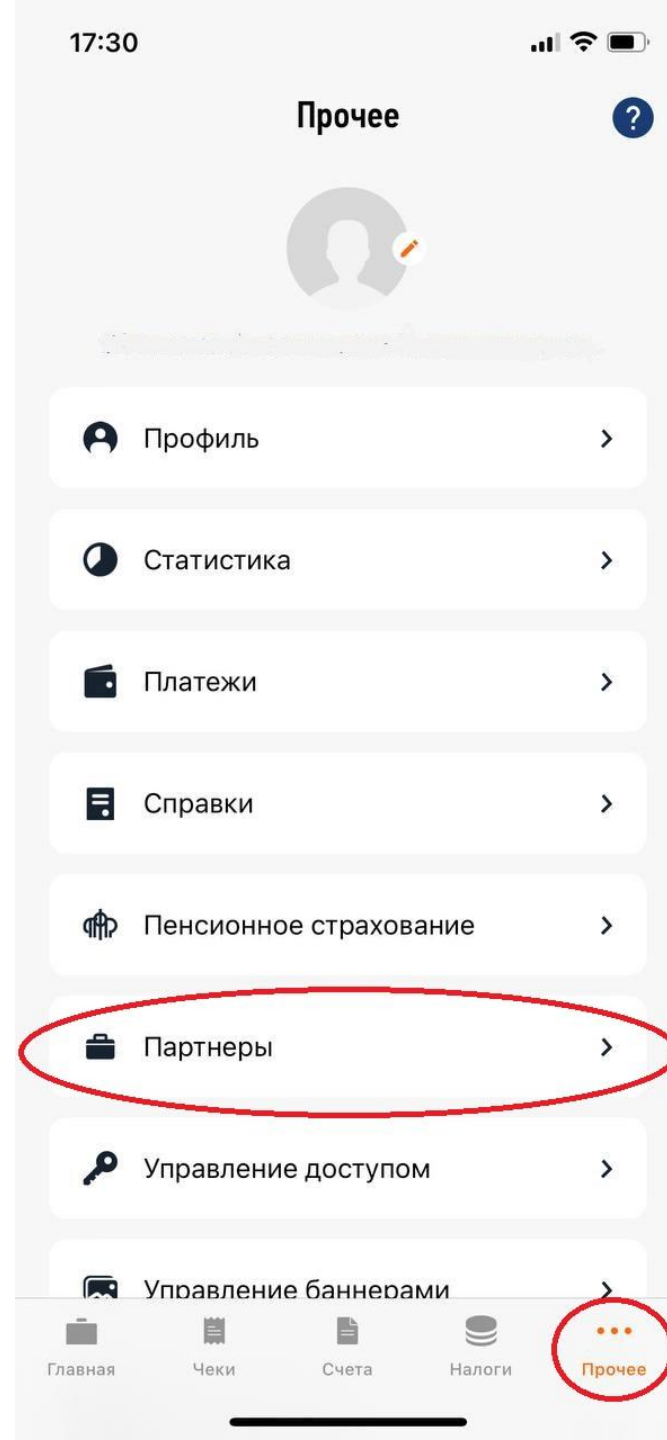 17:30
Прочее
?
Профиль
Статистика
Платежи
Справки
Пенсионное страхование
Партнеры
Управление доступом
Управление баннерами
Главная
Чеки
Счета
Налоги
Прочее